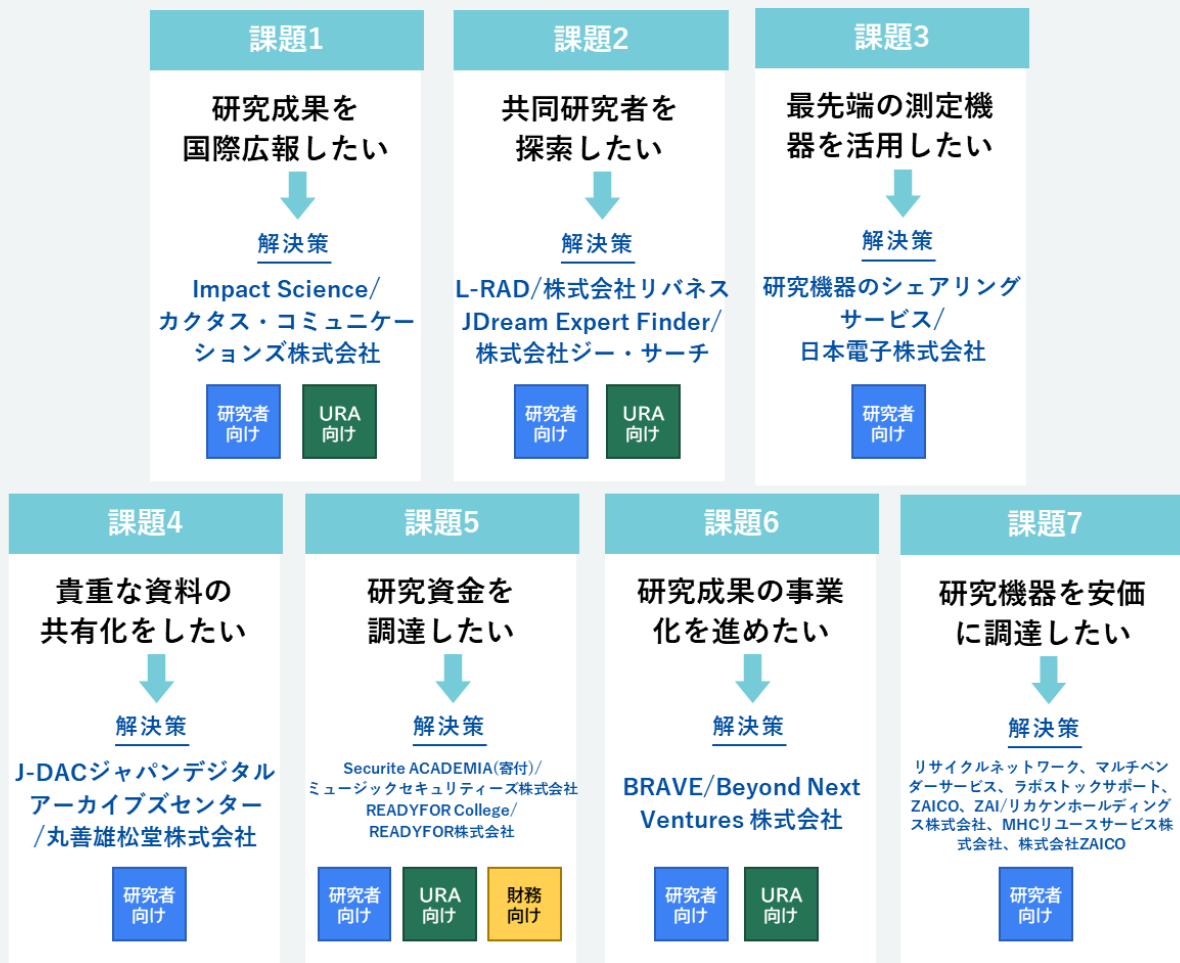 課題1
研究成果を
国際広報したい
解決策
Impact Science/
カクタス・コミュニケー
ションズ株式会社
研究者
向け
URA
向け
課題2
共同研究者を
探索したい
解決策
L-RAD/株式会社リバネス
JDream Expert Finder/
株式会社ジー・サーチ
研究者
向け
URA
向け
課題3
最先端の測定機
器を活用したい
解決策
研究機器のシェアリング
サービス/
日本電子株式会社
研究者
向け
課題4
貴重な資料の
共有化をしたい
解決策
J-DACジャパンデジタル
アーカイブズセンター
/丸善雄松堂株式会社
研究者
向け
課題5
研究資金を
調達したい
解決策
Securite ACADEMIA(寄付)/
ミュージックセキュリティーズ株式会社
READYFOR College/
READYFOR株式会社
研究者
向け
URA
向け
財務
向け
課題6
研究成果の事業
化を進めたい
解決策
BRAVE/Beyond Next
Ventures 株式会社
研究者
向け
URA
向け
課題7
研究機器を安価
に調達したい
解決策
リサイクルネットワーク、マルチベン
ダーサービス、ラボストックサポート、
ZAICO、ZAI/リカケンホールディング
ス株式会社、MHCリユースサービス株
式会社、株式会社ZAICO
研究者
向け